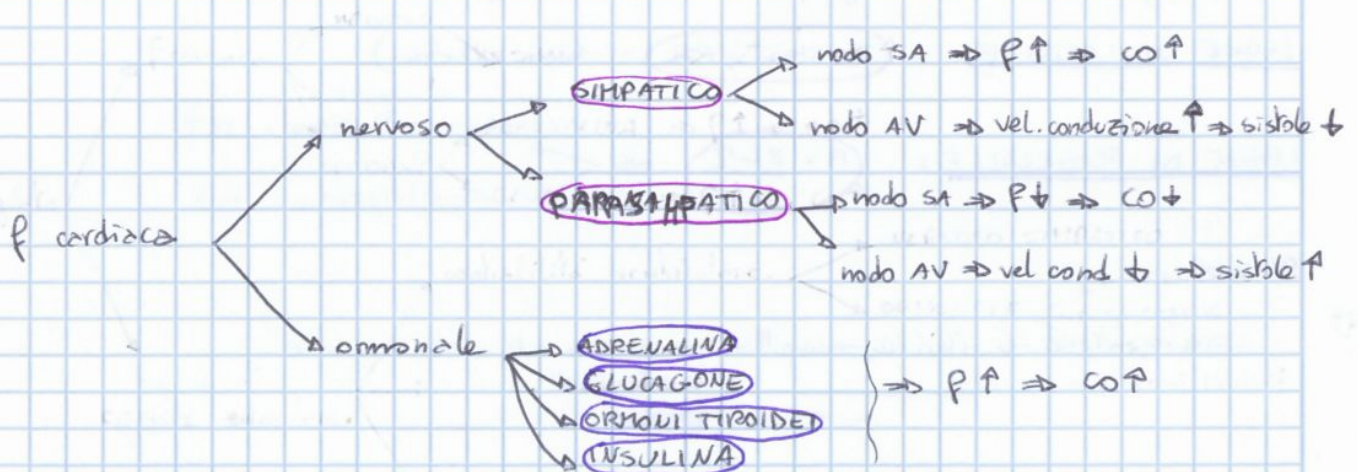 nodo SA ⇒ f↑ ⇒ CO↑
SIMPATICO
nervoso
nodo AV ⇒ vel. conduzione ↑ ⇒ sistole ↓
PARASIMPATICO
nodo SA ⇒ f↓ ⇒ CO↓
f cardiaca
nodo AV ⇒ vel cond ↓ ⇒ sistole ↑
ormonale
ADRENALINA
GLUCAGONE
⇒ f↑ ⇒ CO↑
ORMONI TIROIDEI
INSULINA